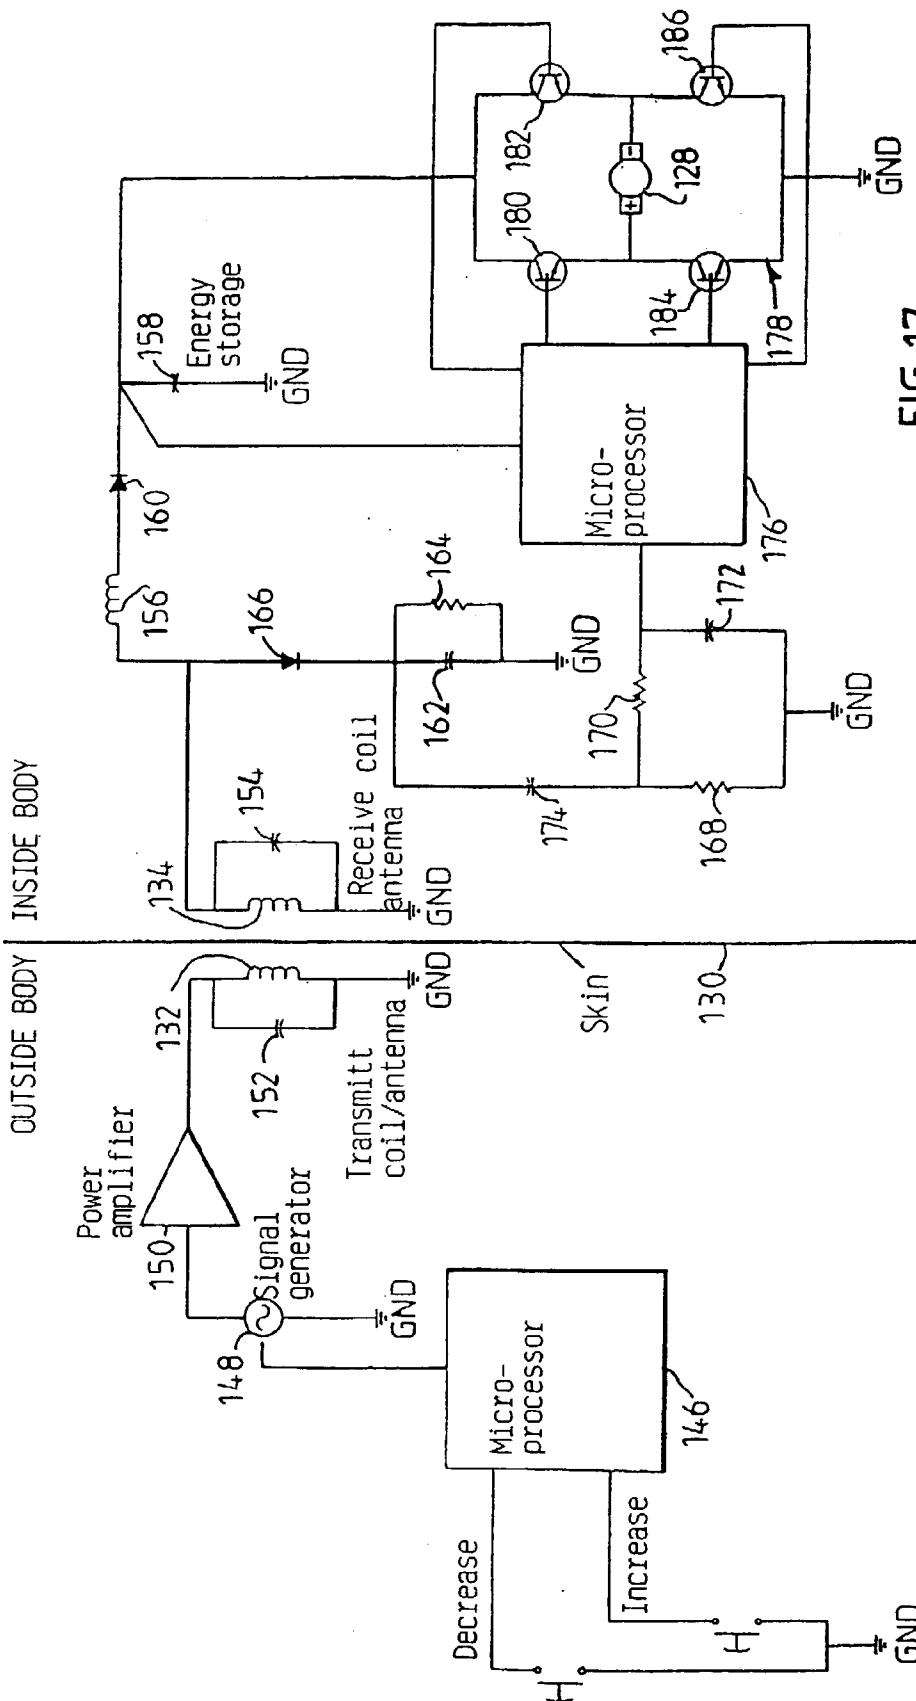 OUTSIDE BODY
INSIDE BODY
Power
amplifier
150
132
152
Transmitt
coil/antenna
GND
Signal
generator
148
GND
Micro-
processor
146
Decrease
Increase
GND
Skin
130
134
154
Receive coil
antenna
GND
156
160
158
Energy
storage
GND
166
164
162
GND
174
170
172
168
GND
Micro-
processor
176
180
182
184
186
+
-
128
178
GND
FIG 17